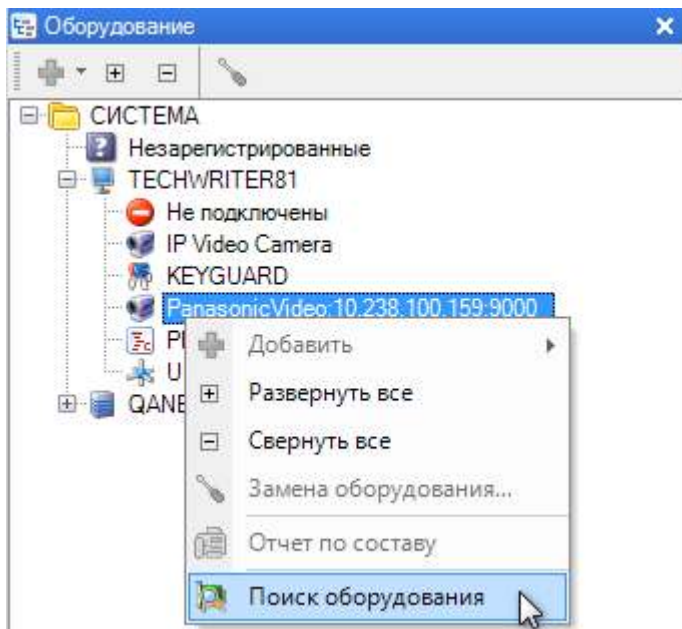 Оборудование
СИСТЕМА
Незарегистрированные
TECHWRITER81
Не подключены
IP Video Camera
KEYGUARD
PanasonicVideo:10.238.100.159:9000
Добавить
Развернуть все
Свернуть все
Замена оборудования...
Отчет по составу
Поиск оборудования